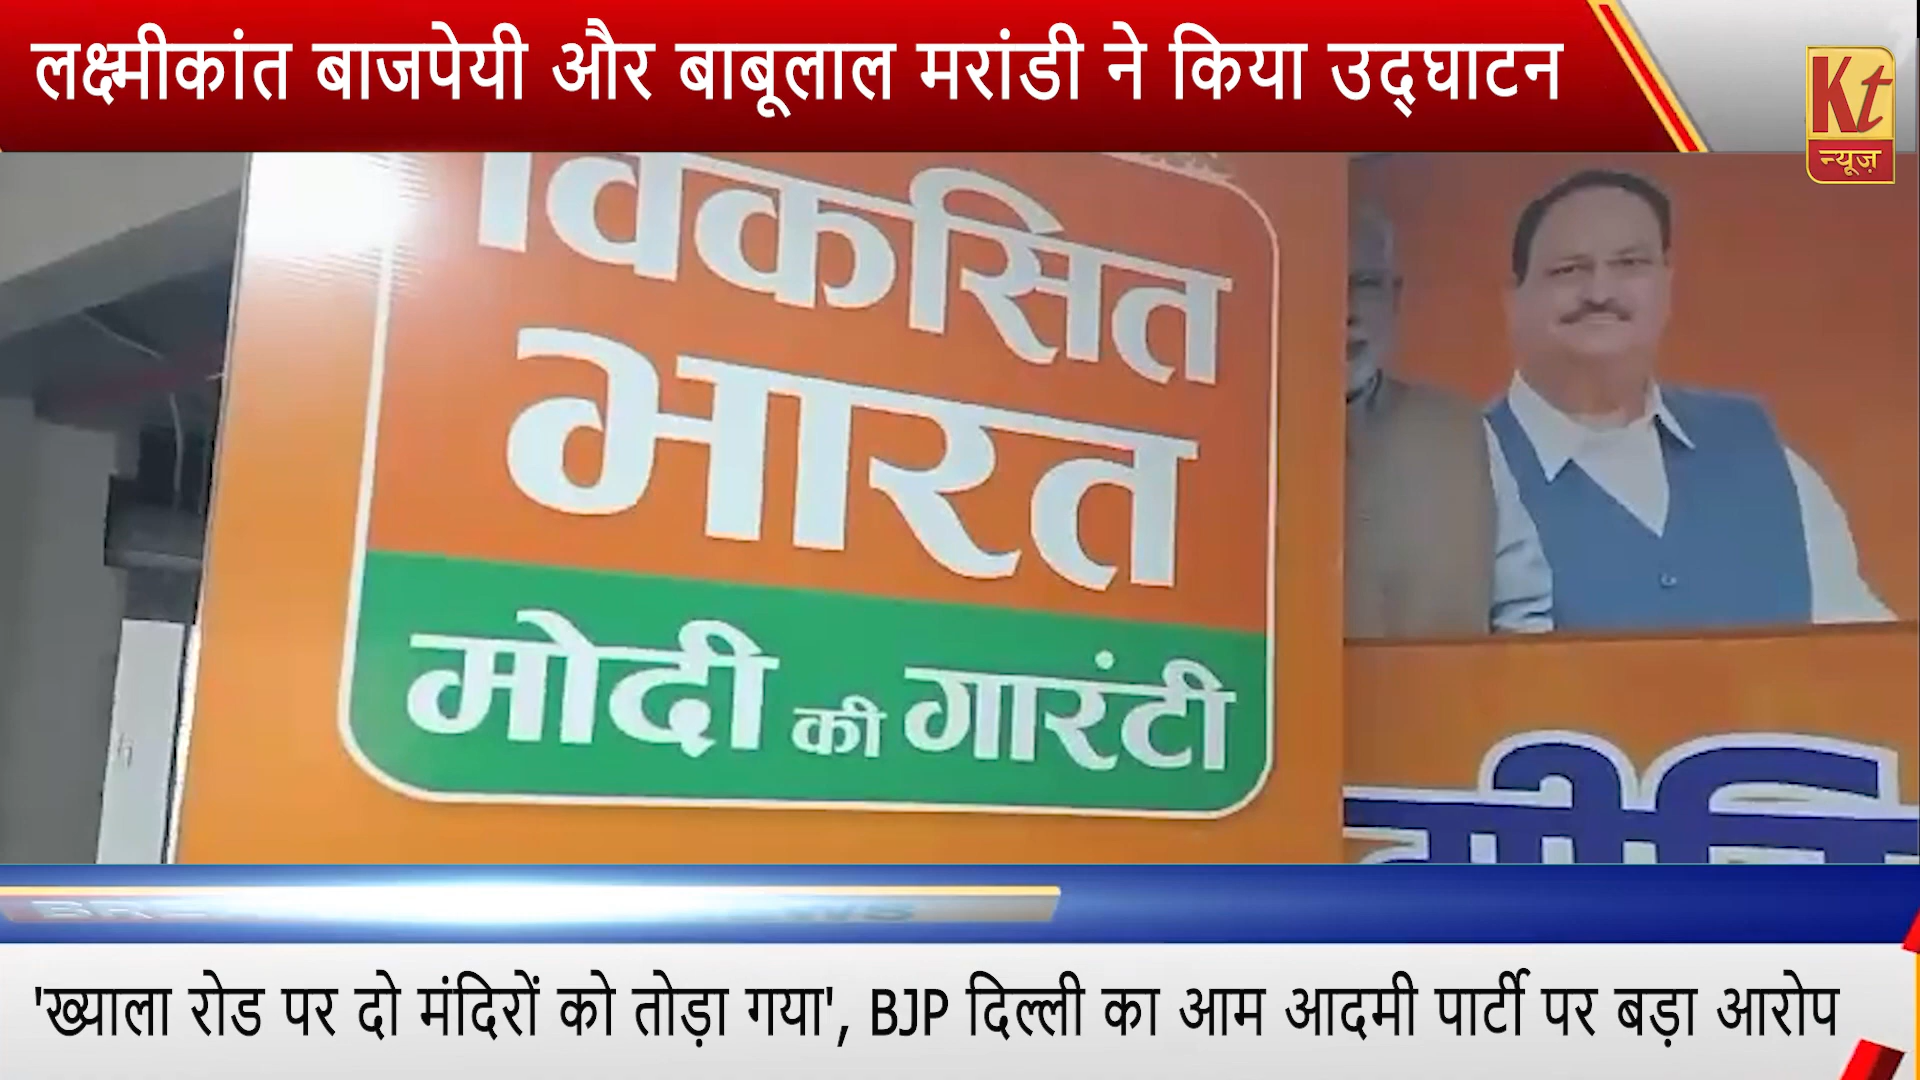 लक्ष्मीकांत बाजपेयी और बाबूलाल मरांडी ने किया उद्घाटन
Kt
न्यूज़
विकसित
भारत
मोदी की गारंटी
'ख्याला रोड पर दो मंदिरों को तोड़ा गया', BJP दिल्ली का आम आदमी पार्टी पर बड़ा आरोप